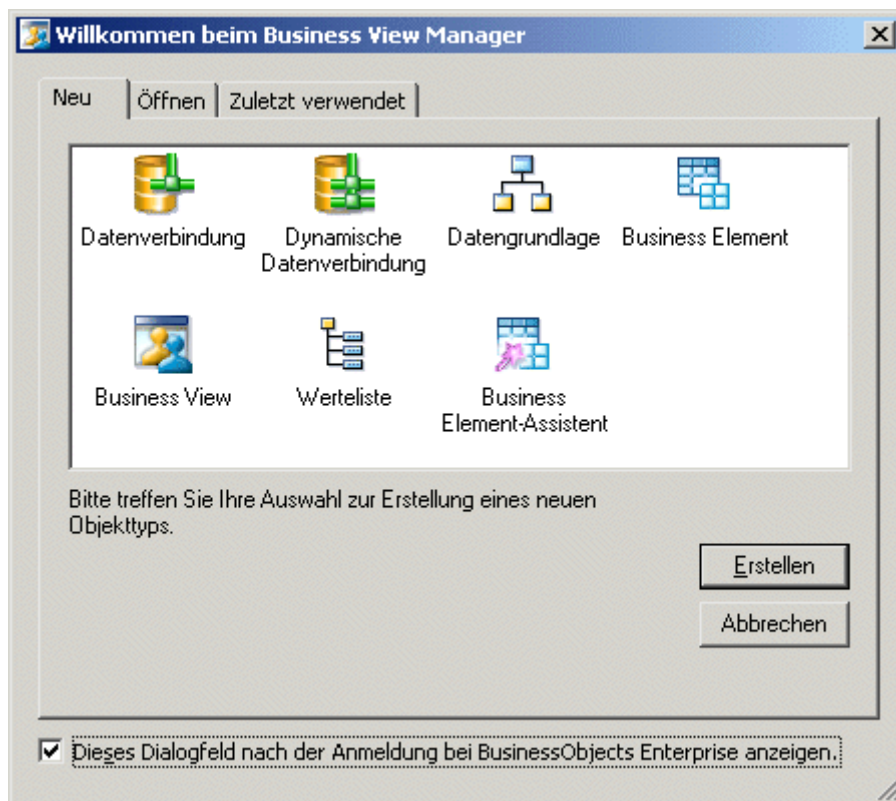 Willkommen beim Business View Manager
Neu
Öffnen
Zuletzt verwendet
Datenverbindung
Dynamische
Datenverbindung
Datengrundlage
Business Element
Business View
Werteliste
Business
Element-Assistent
Bitte treffen Sie Ihre Auswahl zur Erstellung eines neuen
Objekttyps.
Erstellen
Abbrechen
Dieses Dialogfeld nach der Anmeldung bei BusinessObjects Enterprise anzeigen.